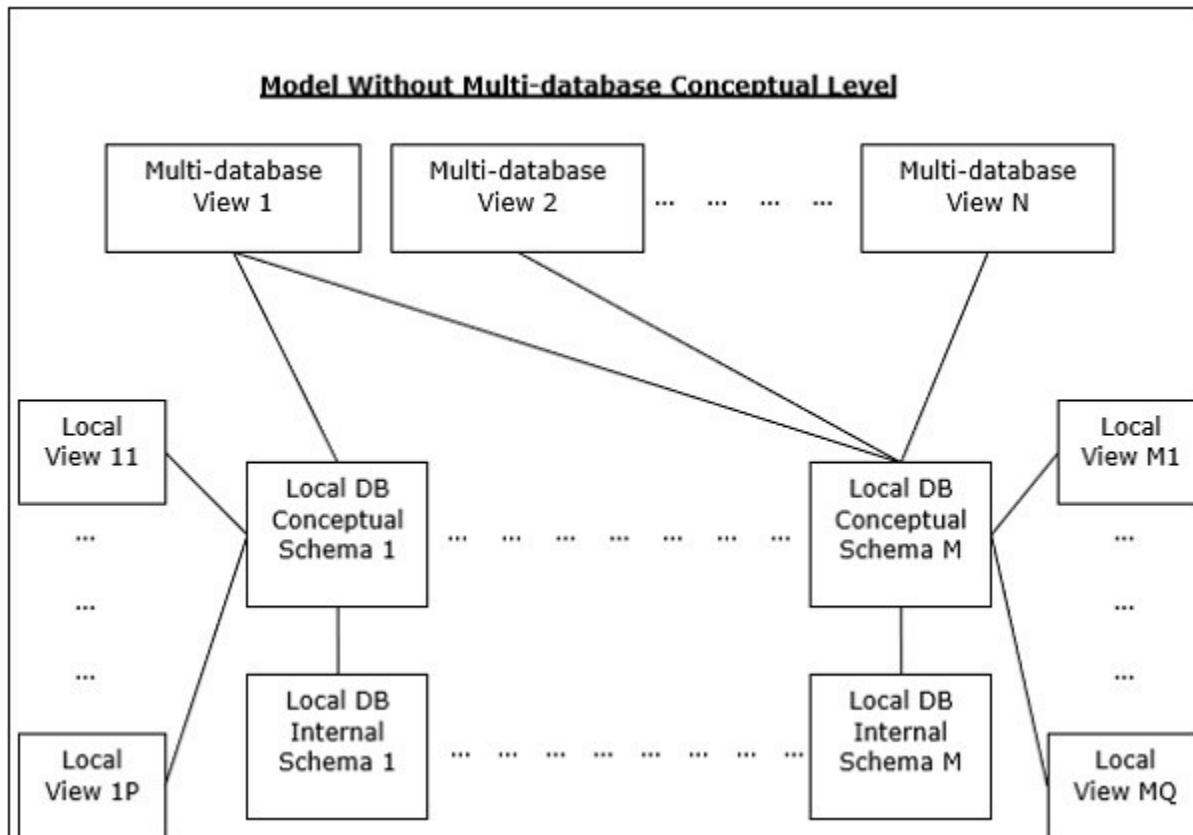 Model Without Multi-database Conceptual Level
Multi-database
View 1
Multi-database
View 2
... ... ... ...
Multi-database
View N
Local
View 11
...
...
...
Local
View 1P
Local DB
Conceptual
Schema 1
... ... ... ... ... ... ...
Local DB
Conceptual
Schema M
Local
View M1
...
...
...
Local
View MQ
Local DB
Internal
Schema 1
... ... ... ... ... ... ... ...
Local DB
Internal
Schema M